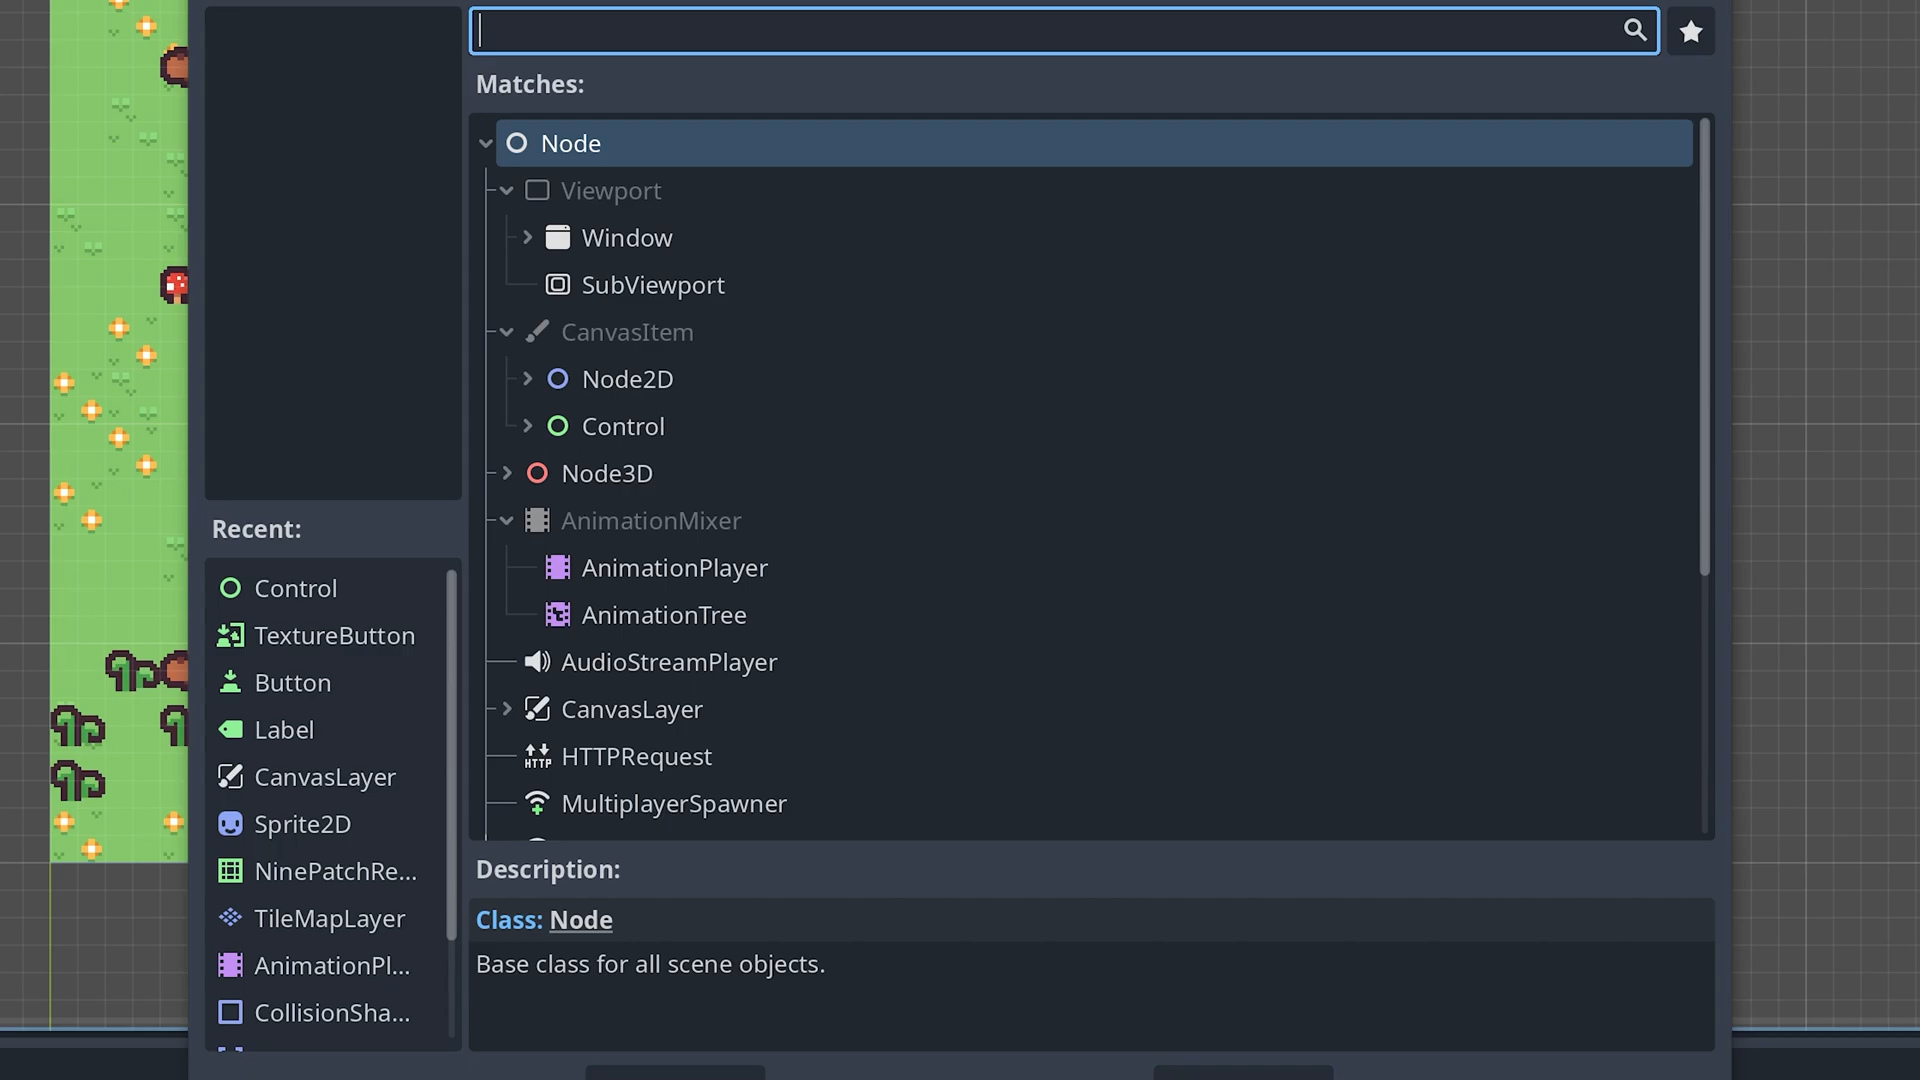 Matches:
Node
Viewport
Window
SubViewport
CanvasItem
Node2D
Control
Node3D
AnimationMixer
AnimationPlayer
AnimationTree
AudioStreamPlayer
CanvasLayer
HTTP
HTTPRequest
MultiplayerSpawner
Recent:
Control
TextureButton
Button
Label
CanvasLayer
Sprite2D
NinePatchRe...
TileMapLayer
AnimationPl...
CollisionSha...
Description:
Class: Node
Base class for all scene objects.